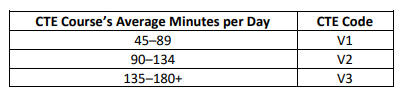 CTE Course's Average Minutes per Day CTE Code
45–89 V1
90–134 V2
135–180+ V3